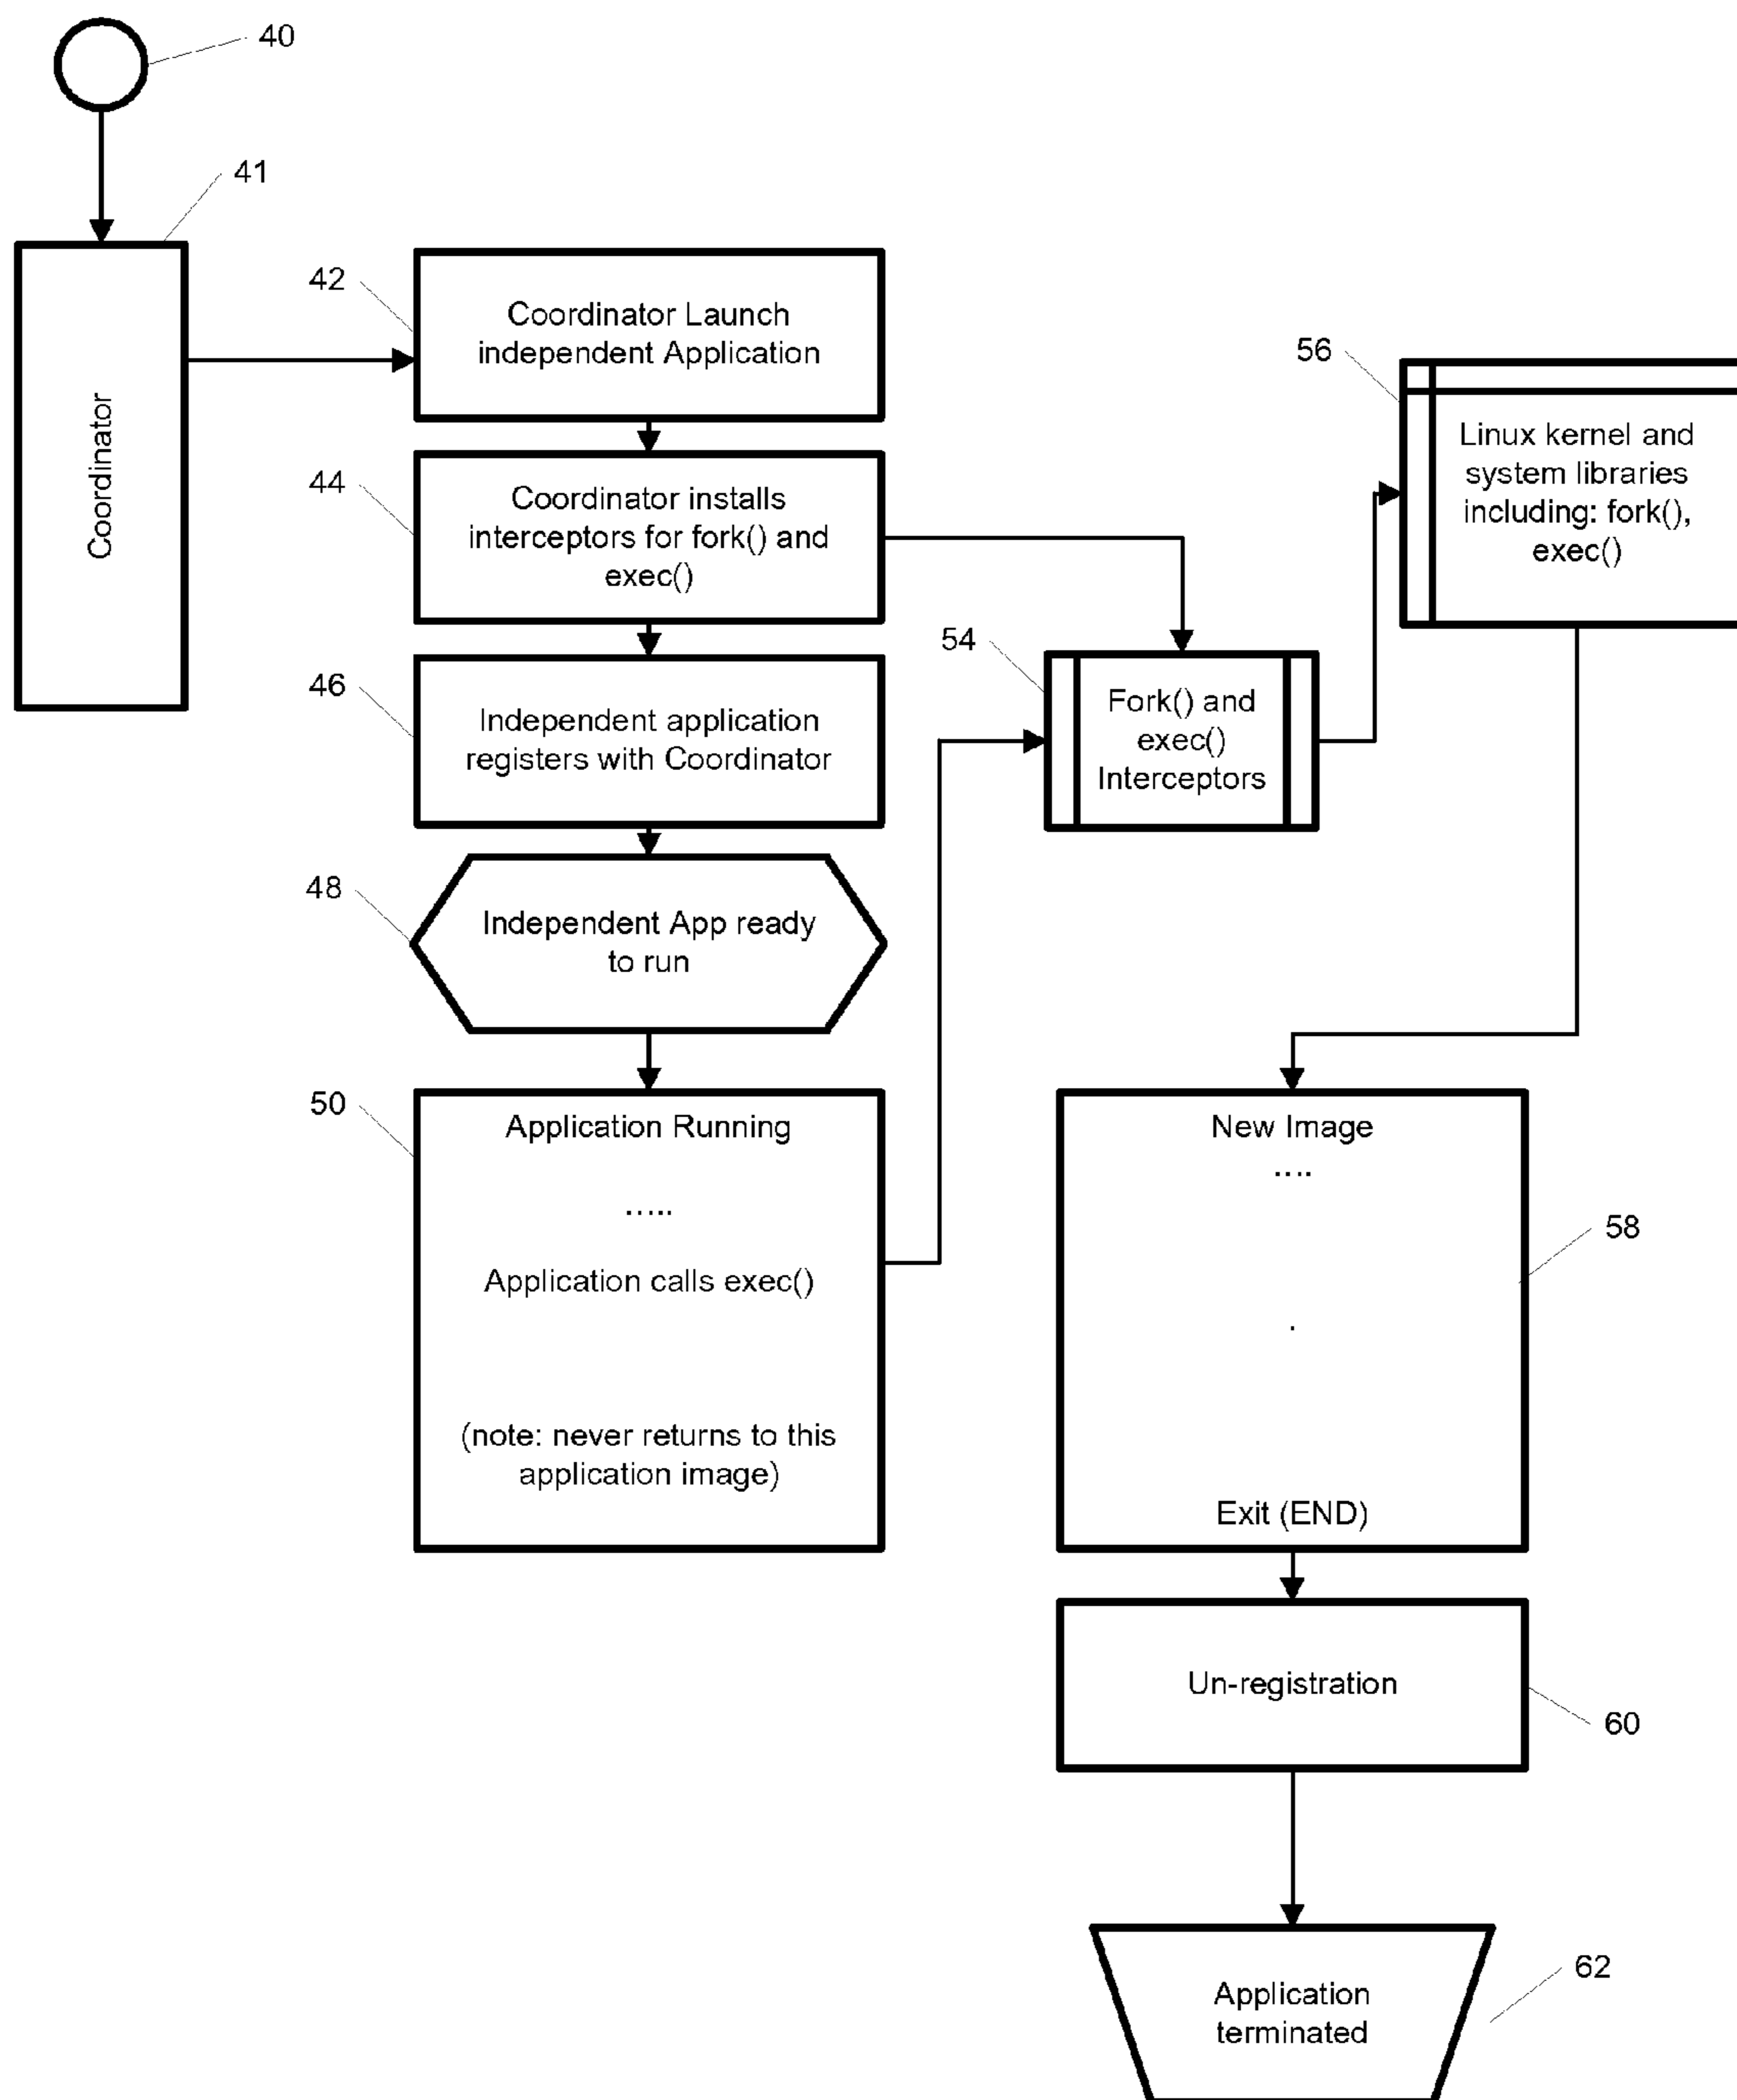 40
41
Coordinator
42
Coordinator Launch
independent Application
44
Coordinator installs
interceptors for fork() and
exec()
46
Independent application
registers with Coordinator
48
Independent App ready
to run
50
Application Running
.....
Application calls exec()
(note: never returns to this
application image)
54
Fork() and
exec()
Interceptors
56
Linux kernel and
system libraries
including: fork(),
exec()
58
New Image
....
.
Exit (END)
60
Un-registration
62
Application
terminated